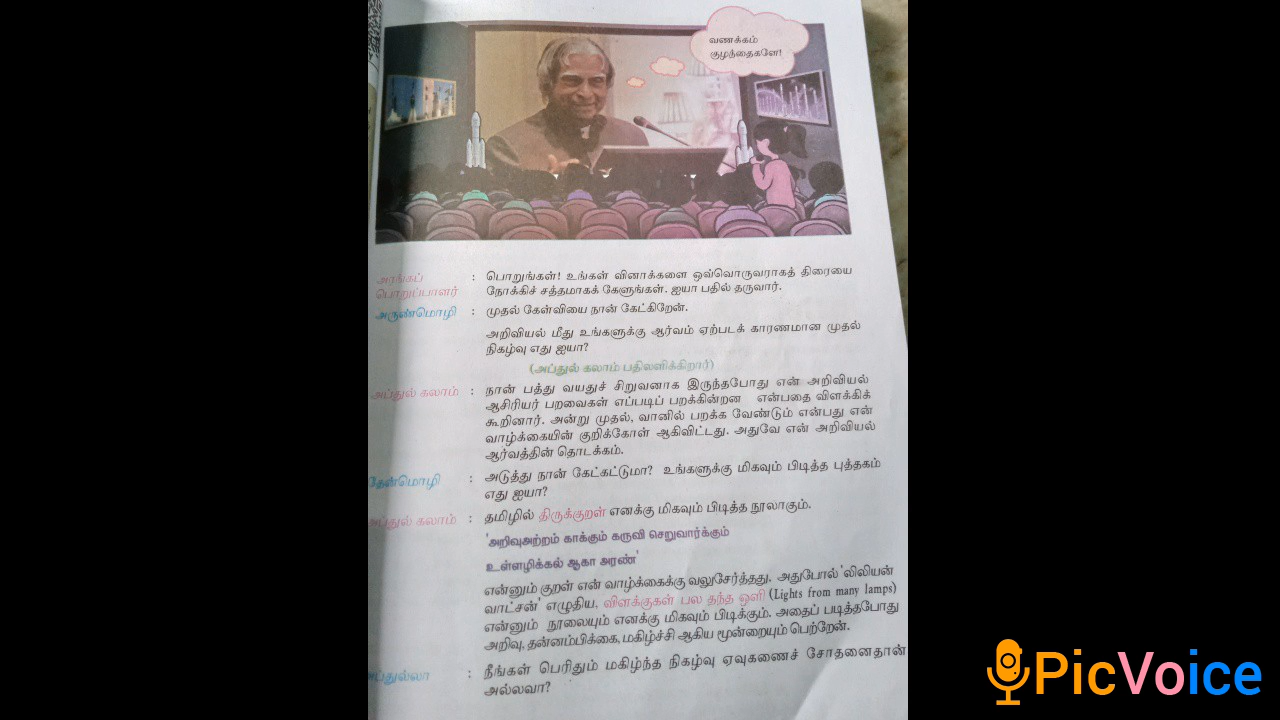 வணக்கம்
குழந்தைகளே!
அரங்கப் : பொறுங்கள்! உங்கள் வினாக்களை ஒவ்வொருவராகத் திரையை
பொறுப்பாளர் நோக்கிச் சத்தமாகக் கேளுங்கள். ஐயா பதில் தருவார்.
அருண்மொழி : முதல் கேள்வியை நான் கேட்கிறேன்.
அறிவியல் மீது உங்களுக்கு ஆர்வம் ஏற்படக் காரணமான முதல்
நிகழ்வு எது ஐயா?
(அப்துல் கலாம் பதிலளிக்கிறார்)
அப்துல் கலாம் : நான் பத்து வயதுச் சிறுவனாக இருந்தபோது என் அறிவியல்
ஆசிரியர் பறவைகள் எப்படிப் பறக்கின்றன என்பதை விளக்கிக்
கூறினார். அன்று முதல், வானில் பறக்க வேண்டும் என்பது என்
வாழ்க்கையின் குறிக்கோள் ஆகிவிட்டது. அதுவே என் அறிவியல்
ஆர்வத்தின் தொடக்கம்.
தேன்மொழி : அடுத்து நான் கேட்கட்டுமா? உங்களுக்கு மிகவும் பிடித்த புத்தகம்
எது ஐயா?
அப்துல் கலாம் : தமிழில் திருக்குறள் எனக்கு மிகவும் பிடித்த நூலாகும்.
'அறிவுஅற்றம் காக்கும் கருவி செறுவார்க்கும்
உள்ளழிக்கல் ஆகா அரண்'
என்னும் குறள் என் வாழ்க்கைக்கு வலுசேர்த்தது. அதுபோல் 'லிலியன்
வாட்சன்' எழுதிய, விளக்குகள் பல தந்த ஒளி (Lights from many lamps)
என்னும் நூலையும் எனக்கு மிகவும் பிடிக்கும். அதைப் படித்தபோது
அறிவு, தன்னம்பிக்கை, மகிழ்ச்சி ஆகிய மூன்றையும் பெற்றேன்.
அப்துல்லா : நீங்கள் பெரிதும் மகிழ்ந்த நிகழ்வு ஏவுகணைச் சோதனைதான்
அல்லவா?
PicVoice